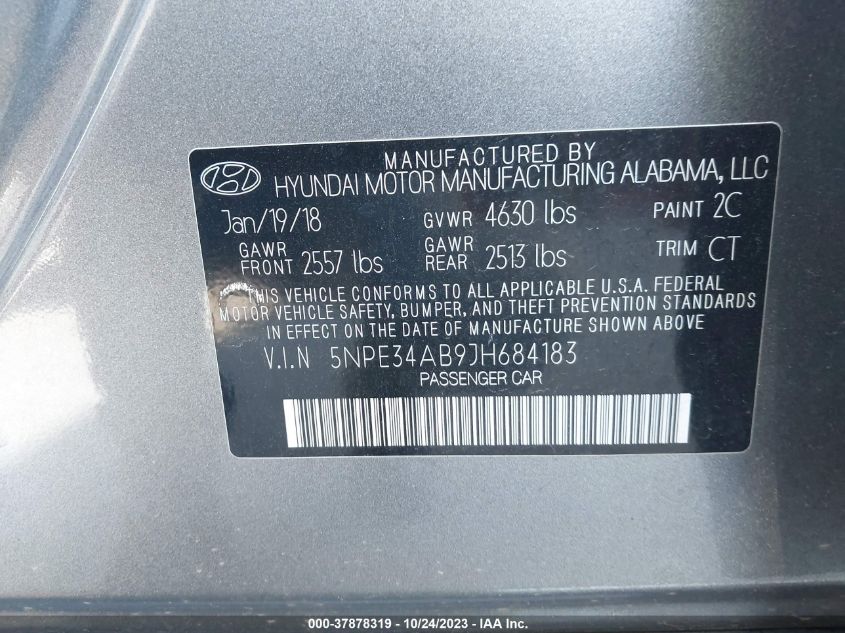 MANUFACTURED BY
HYUNDAI MOTOR MANUFACTURING ALABAMA, LLC
Jan/19/18 GVWR 4630 lbs PAINT 2C
GAWR FRONT 2557 lbs GAWR REAR 2513 lbs TRIM CT
THIS VEHICLE CONFORMS TO ALL APPLICABLE U.S.A. FEDERAL
MOTOR VEHICLE SAFETY, BUMPER, AND THEFT PREVENTION STANDARDS
IN EFFECT ON THE DATE OF MANUFACTURE SHOWN ABOVE
V.I.N 5NPE34AB9JH684183
PASSENGER CAR
000-37878319 - 10/24/2023 - © IAA Holdings, LLC.